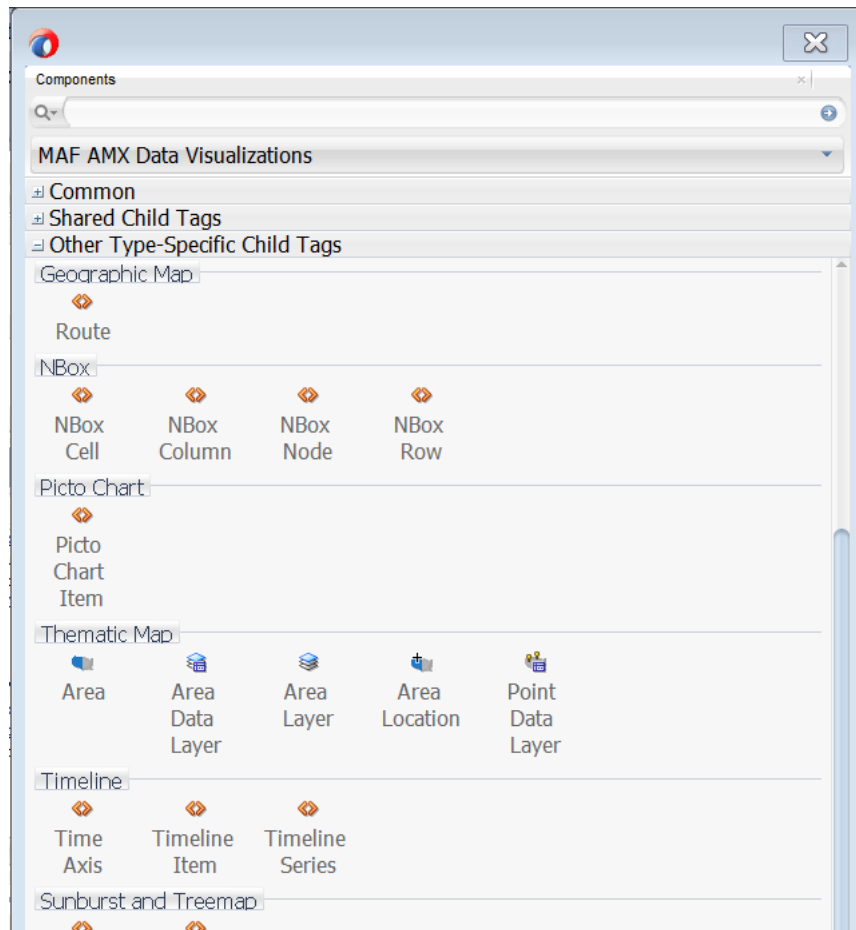 Components
MAF AMX Data Visualizations
Common
Shared Child Tags
Other Type-Specific Child Tags
Geographic Map
Route
NBox
NBox NBox NBox NBox
Cell Column Node Row
Picto Chart
Picto
Chart
Item
Thematic Map
Area Area Area Area Point
Data Layer Location Data
Layer Layer
Timeline
Time Timeline Timeline
Axis Item Series
Sunburst and Treemap